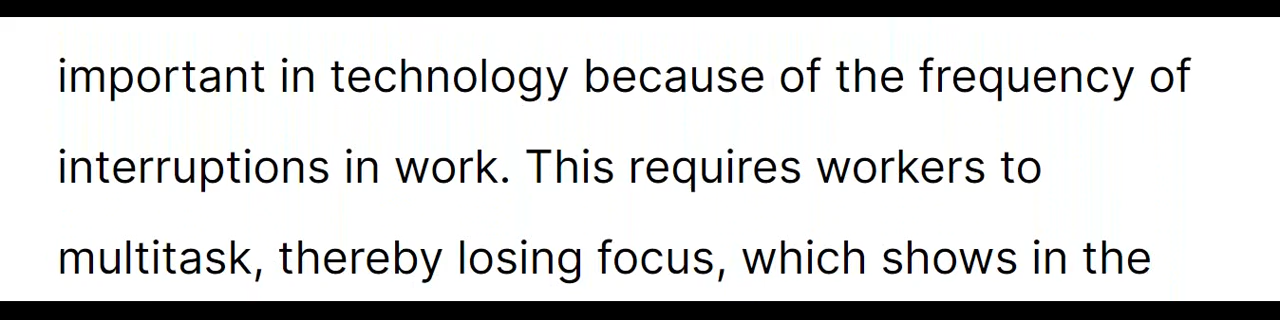 important in technology because of the frequency of
interruptions in work. This requires workers to
multitask, thereby losing focus, which shows in the